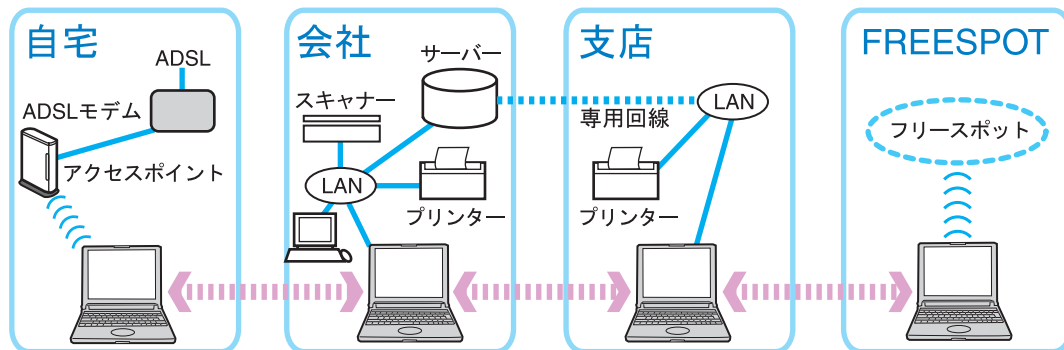 自宅
ADSL
ADSLモデム
アクセスポイント
会社
サーバー
スキャナー
LAN
プリンター
支店
専用回線
LAN
プリンター
FREESPOT
フリースポット